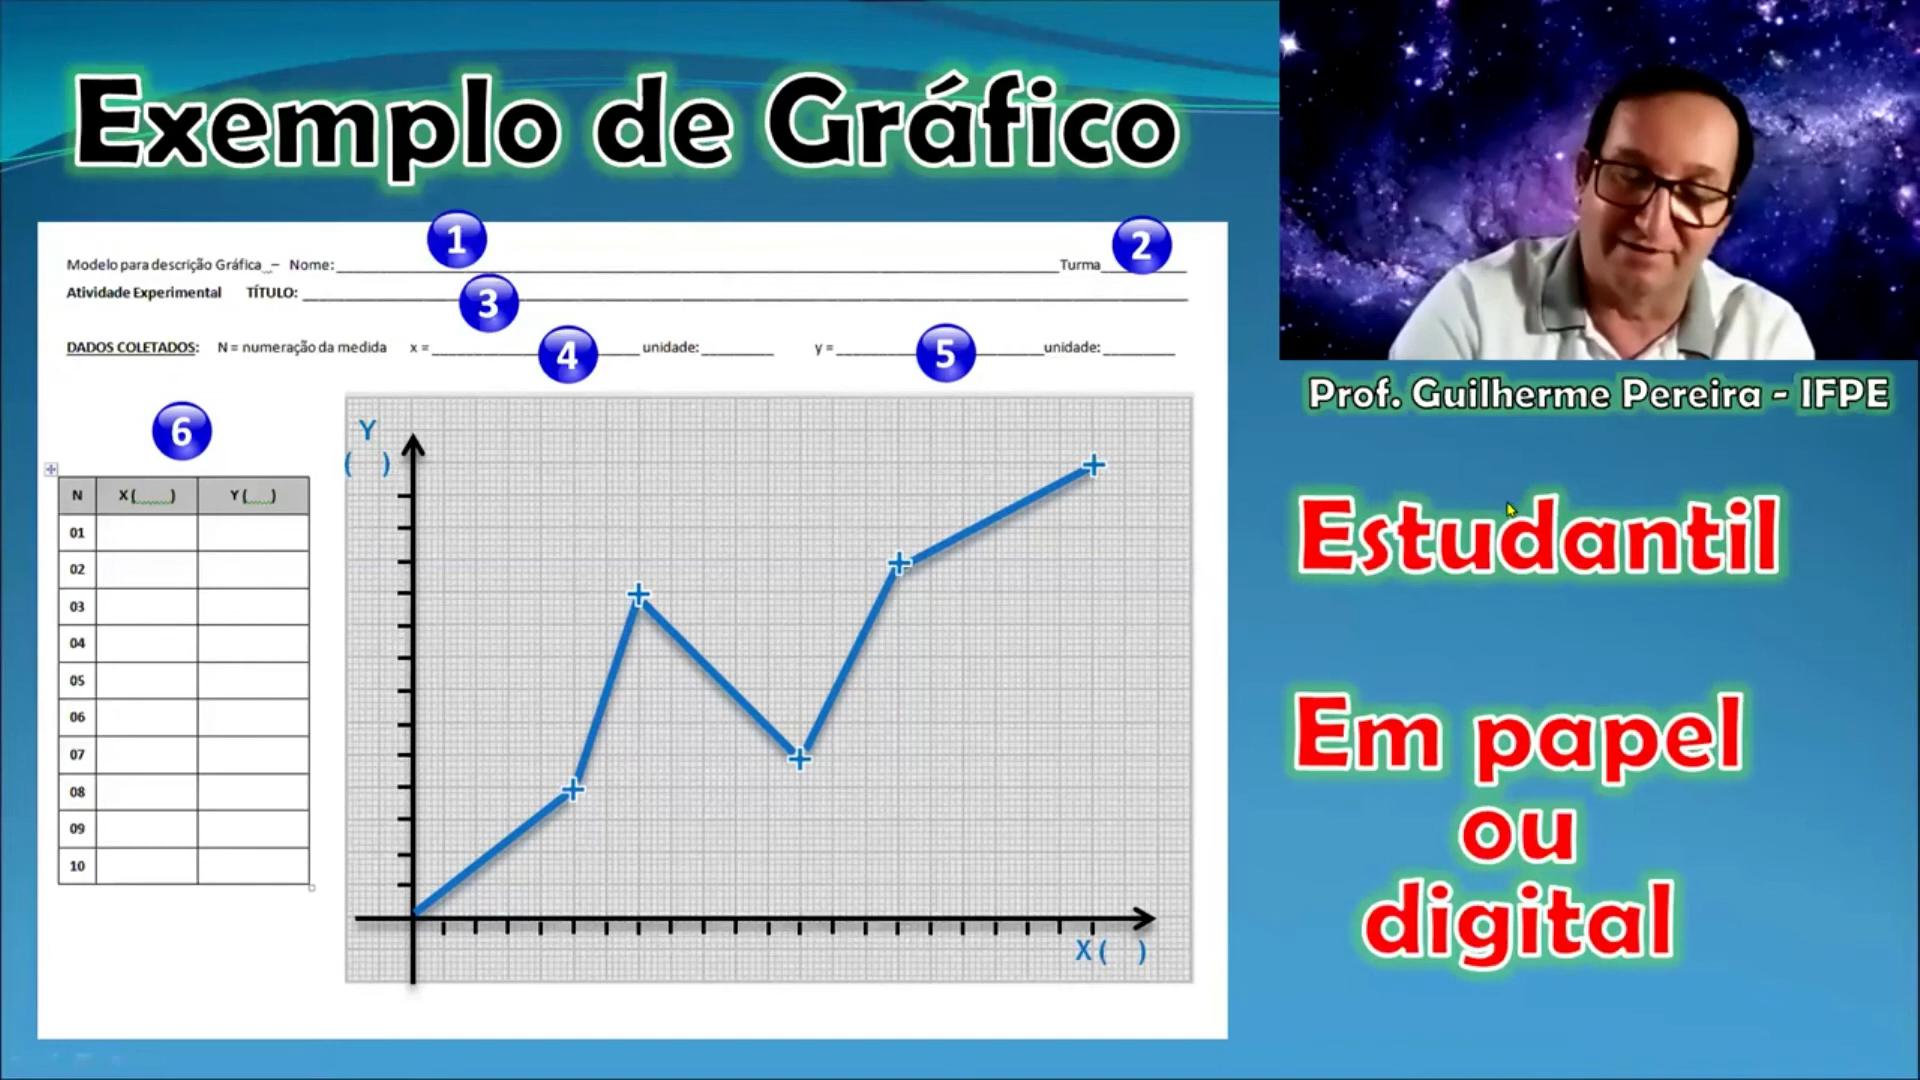 Exemplo de Gráfico
1
2
Modelo para descrição Gráfica – Nome: Turma
Atividade Experimental TÍTULO:
3
DADOS COLETADOS: N = numeração da medida x = unidade: y = unidade:
4
5
6
N X ( ) Y ( )
01
02
03
04
05
06
07
08
09
10
Y
( )
X ( )
Prof. Guilherme Pereira - IFPE
Estudantil
Em papel
ou
digital